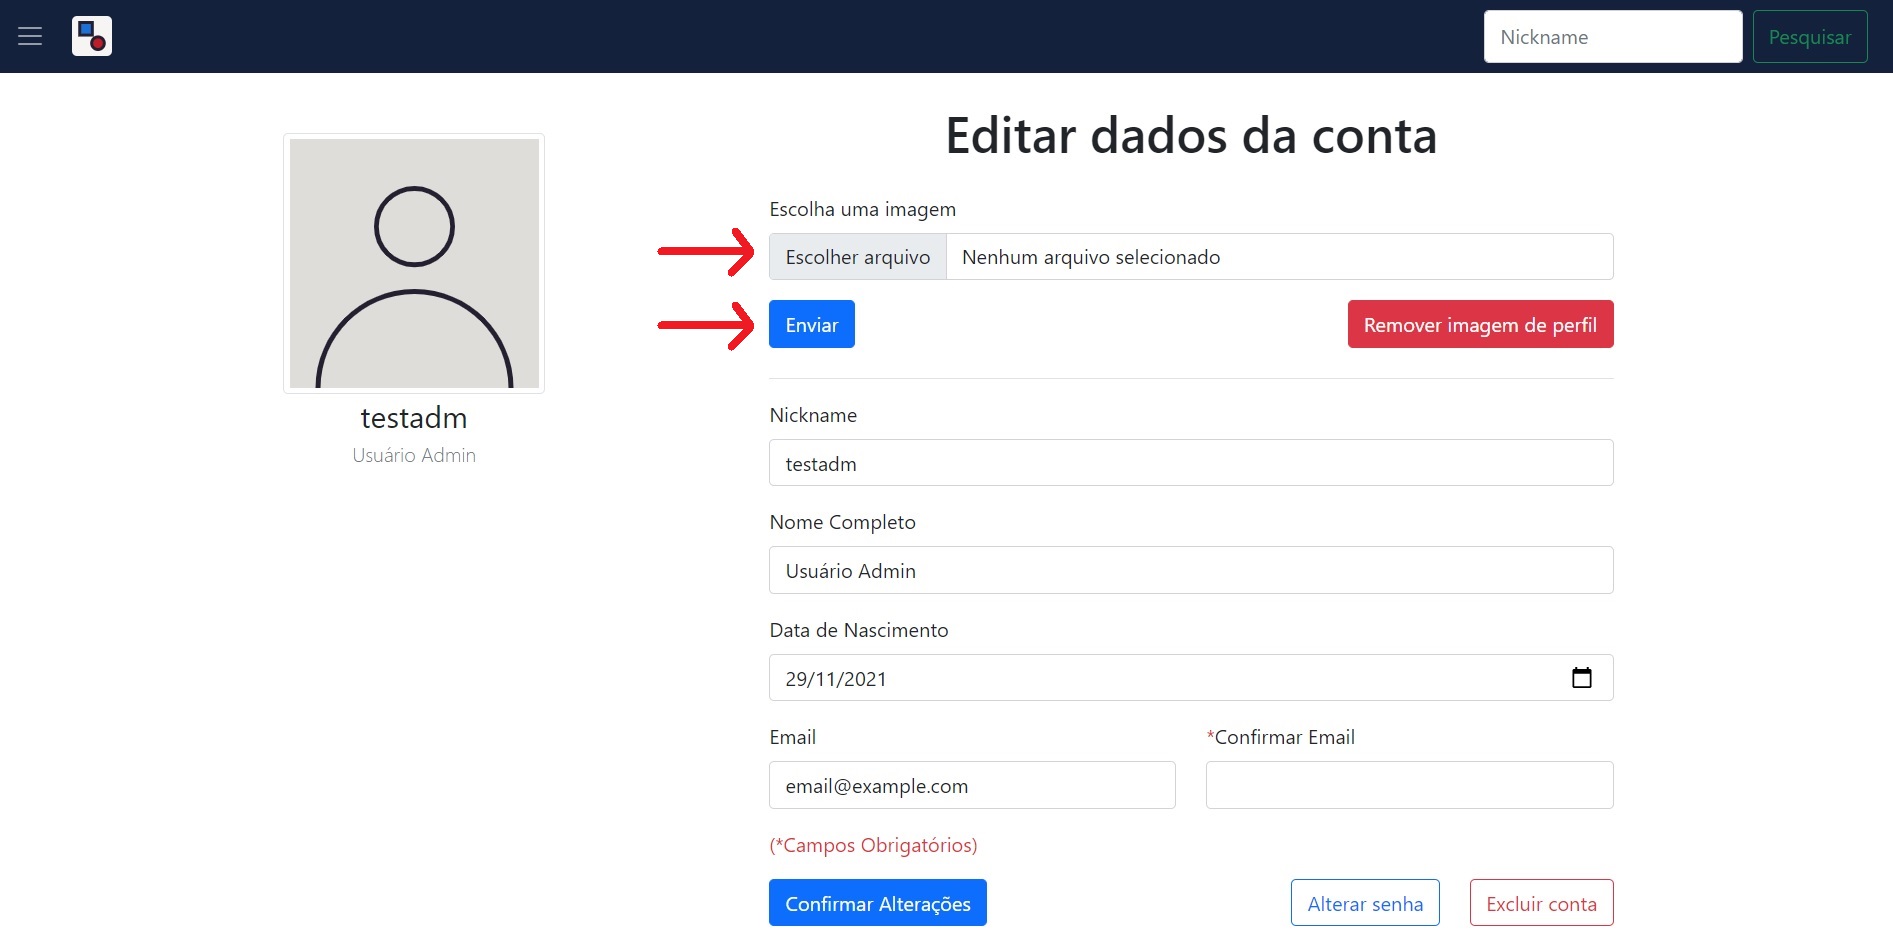 Nickname
Pesquisar
testadm
Usuário Admin
Editar dados da conta
Escolha uma imagem
Escolher arquivo Nenhum arquivo selecionado
Enviar Remover imagem de perfil
Nickname
testadm
Nome Completo
Usuário Admin
Data de Nascimento
29/11/2021
Email *Confirmar Email
email@example.com
(*Campos Obrigatórios)
Confirmar Alterações Alterar senha Excluir conta